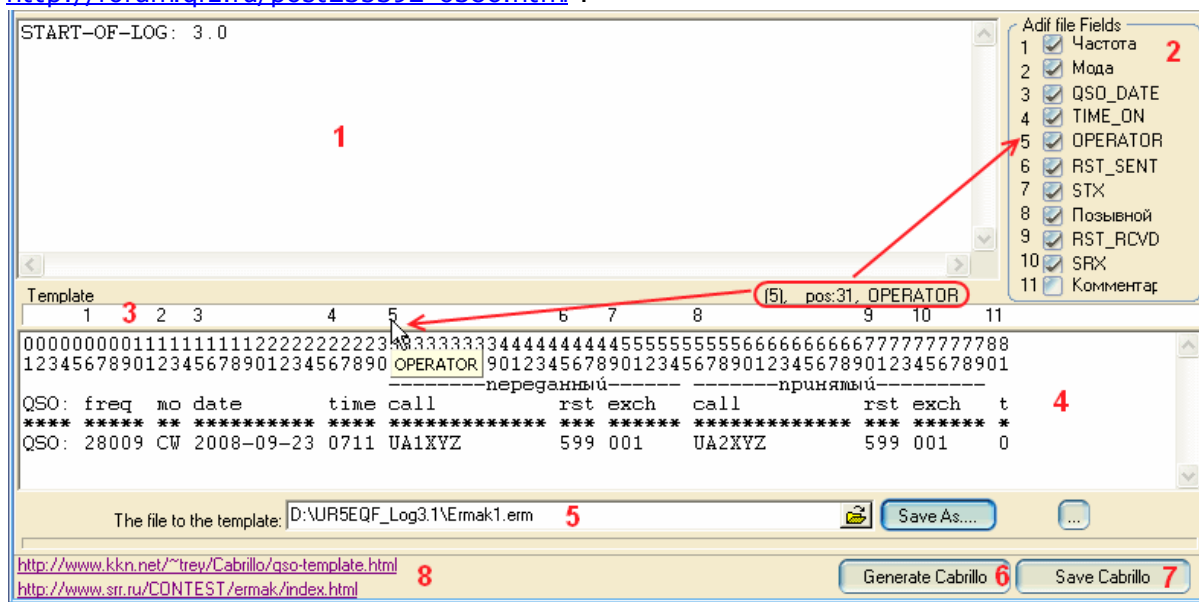 START-OF-LOG: 3.0
1
Adif file Fields
2
1 Частота
2 Мода
3 QSO_DATE
4 TIME_ON
5 OPERATOR
6 RST_SENT
7 STX
8 Позывной
9 RST_RCVD
10 SRX
11 Комментар
Template
(5), pos:31, OPERATOR
1 3 2 3 4 5 6 7 8 9 10 11
000000000111111111122222222223333333333444444444455555555556666666666777777777788
123456789012345678901234567890 OPERATOR 9012345678901234567890123456789012345678901
--------переданный------ -------принятый---------
QSO: freq mo date time call rst exch call rst exch t
4
**** ***** ** ********** **** ************* *** ****** ************* *** ****** *
QSO: 28009 CW 2008-09-23 0711 UA1XYZ 599 001 UA2XYZ 599 001 0
The file to the template: D:\UR5EQF_Log3.1\Ermak1.erm 5 Save As.... ...
http://www.kkn.net/~trey/Cabrillo/qso-template.html
8
http://www.srr.ru/CONTEST/ermak/index.html
Generate Cabrillo 6 Save Cabrillo 7